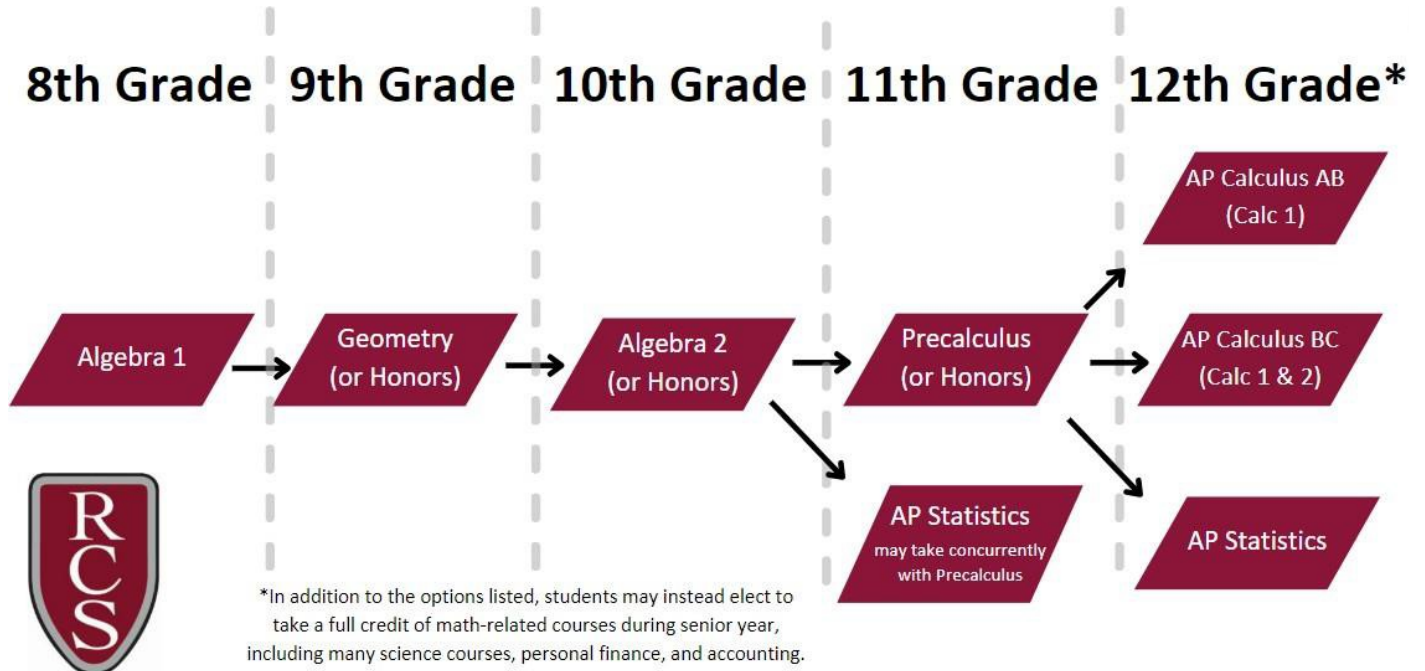 8th Grade
9th Grade
10th Grade
11th Grade
12th Grade*
AP Calculus AB
(Calc 1)
Algebra 1
Geometry
(or Honors)
Algebra 2
(or Honors)
Precalculus
(or Honors)
AP Calculus BC
(Calc 1 & 2)
AP Statistics
may take concurrently
with Precalculus
AP Statistics
R
C
S
*In addition to the options listed, students may instead elect to
take a full credit of math-related courses during senior year,
including many science courses, personal finance, and accounting.